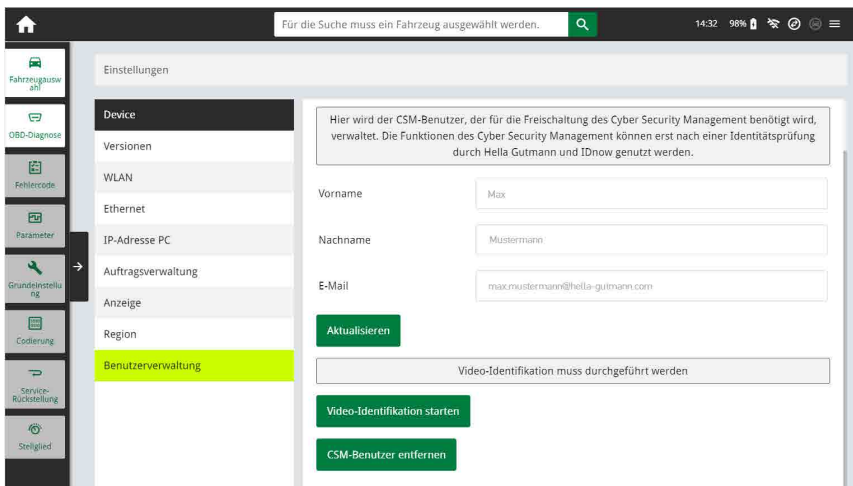 Für die Suche muss ein Fahrzeug ausgewählt werden.
14:32
98%
Fahrzeugausw
ahl
OBD-Diagnose
Fehlercode
Parameter
Grundeinstellu
ng
Codierung
Service-
Rückstellung
Stellglied
Einstellungen
Device
Versionen
WLAN
Ethernet
IP-Adresse PC
Auftragsverwaltung
Anzeige
Region
Benutzerverwaltung
Hier wird der CSM-Benutzer, der für die Freischaltung des Cyber Security Management benötigt wird,
verwaltet. Die Funktionen des Cyber Security Management können erst nach einer Identitätsprüfung
durch Hella Gutmann und IDnow genutzt werden.
Vorname
Max
Nachname
Mustermann
E-Mail
max.mustermann@hella-gutmann.com
Aktualisieren
Video-Identifikation muss durchgeführt werden
Video-Identifikation starten
CSM-Benutzer entfernen